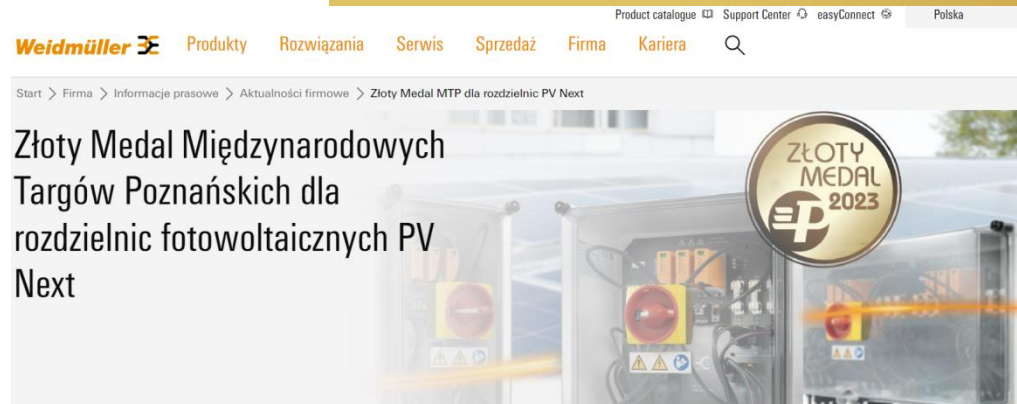 Product catalogue Support Center easyConnect Polska
Weidmüller Produkty Rozwiązania Serwis Sprzedaż Firma Kariera
Start > Firma > Informacje prasowe > Aktualności firmowe > Złoty Medal MTP dla rozdzielnic PV Next
Złoty Medal Międzynarodowych
Targów Poznańskich dla
rozdzielnic fotowoltaicznych PV
Next
ZŁOTY
MEDAL
2023